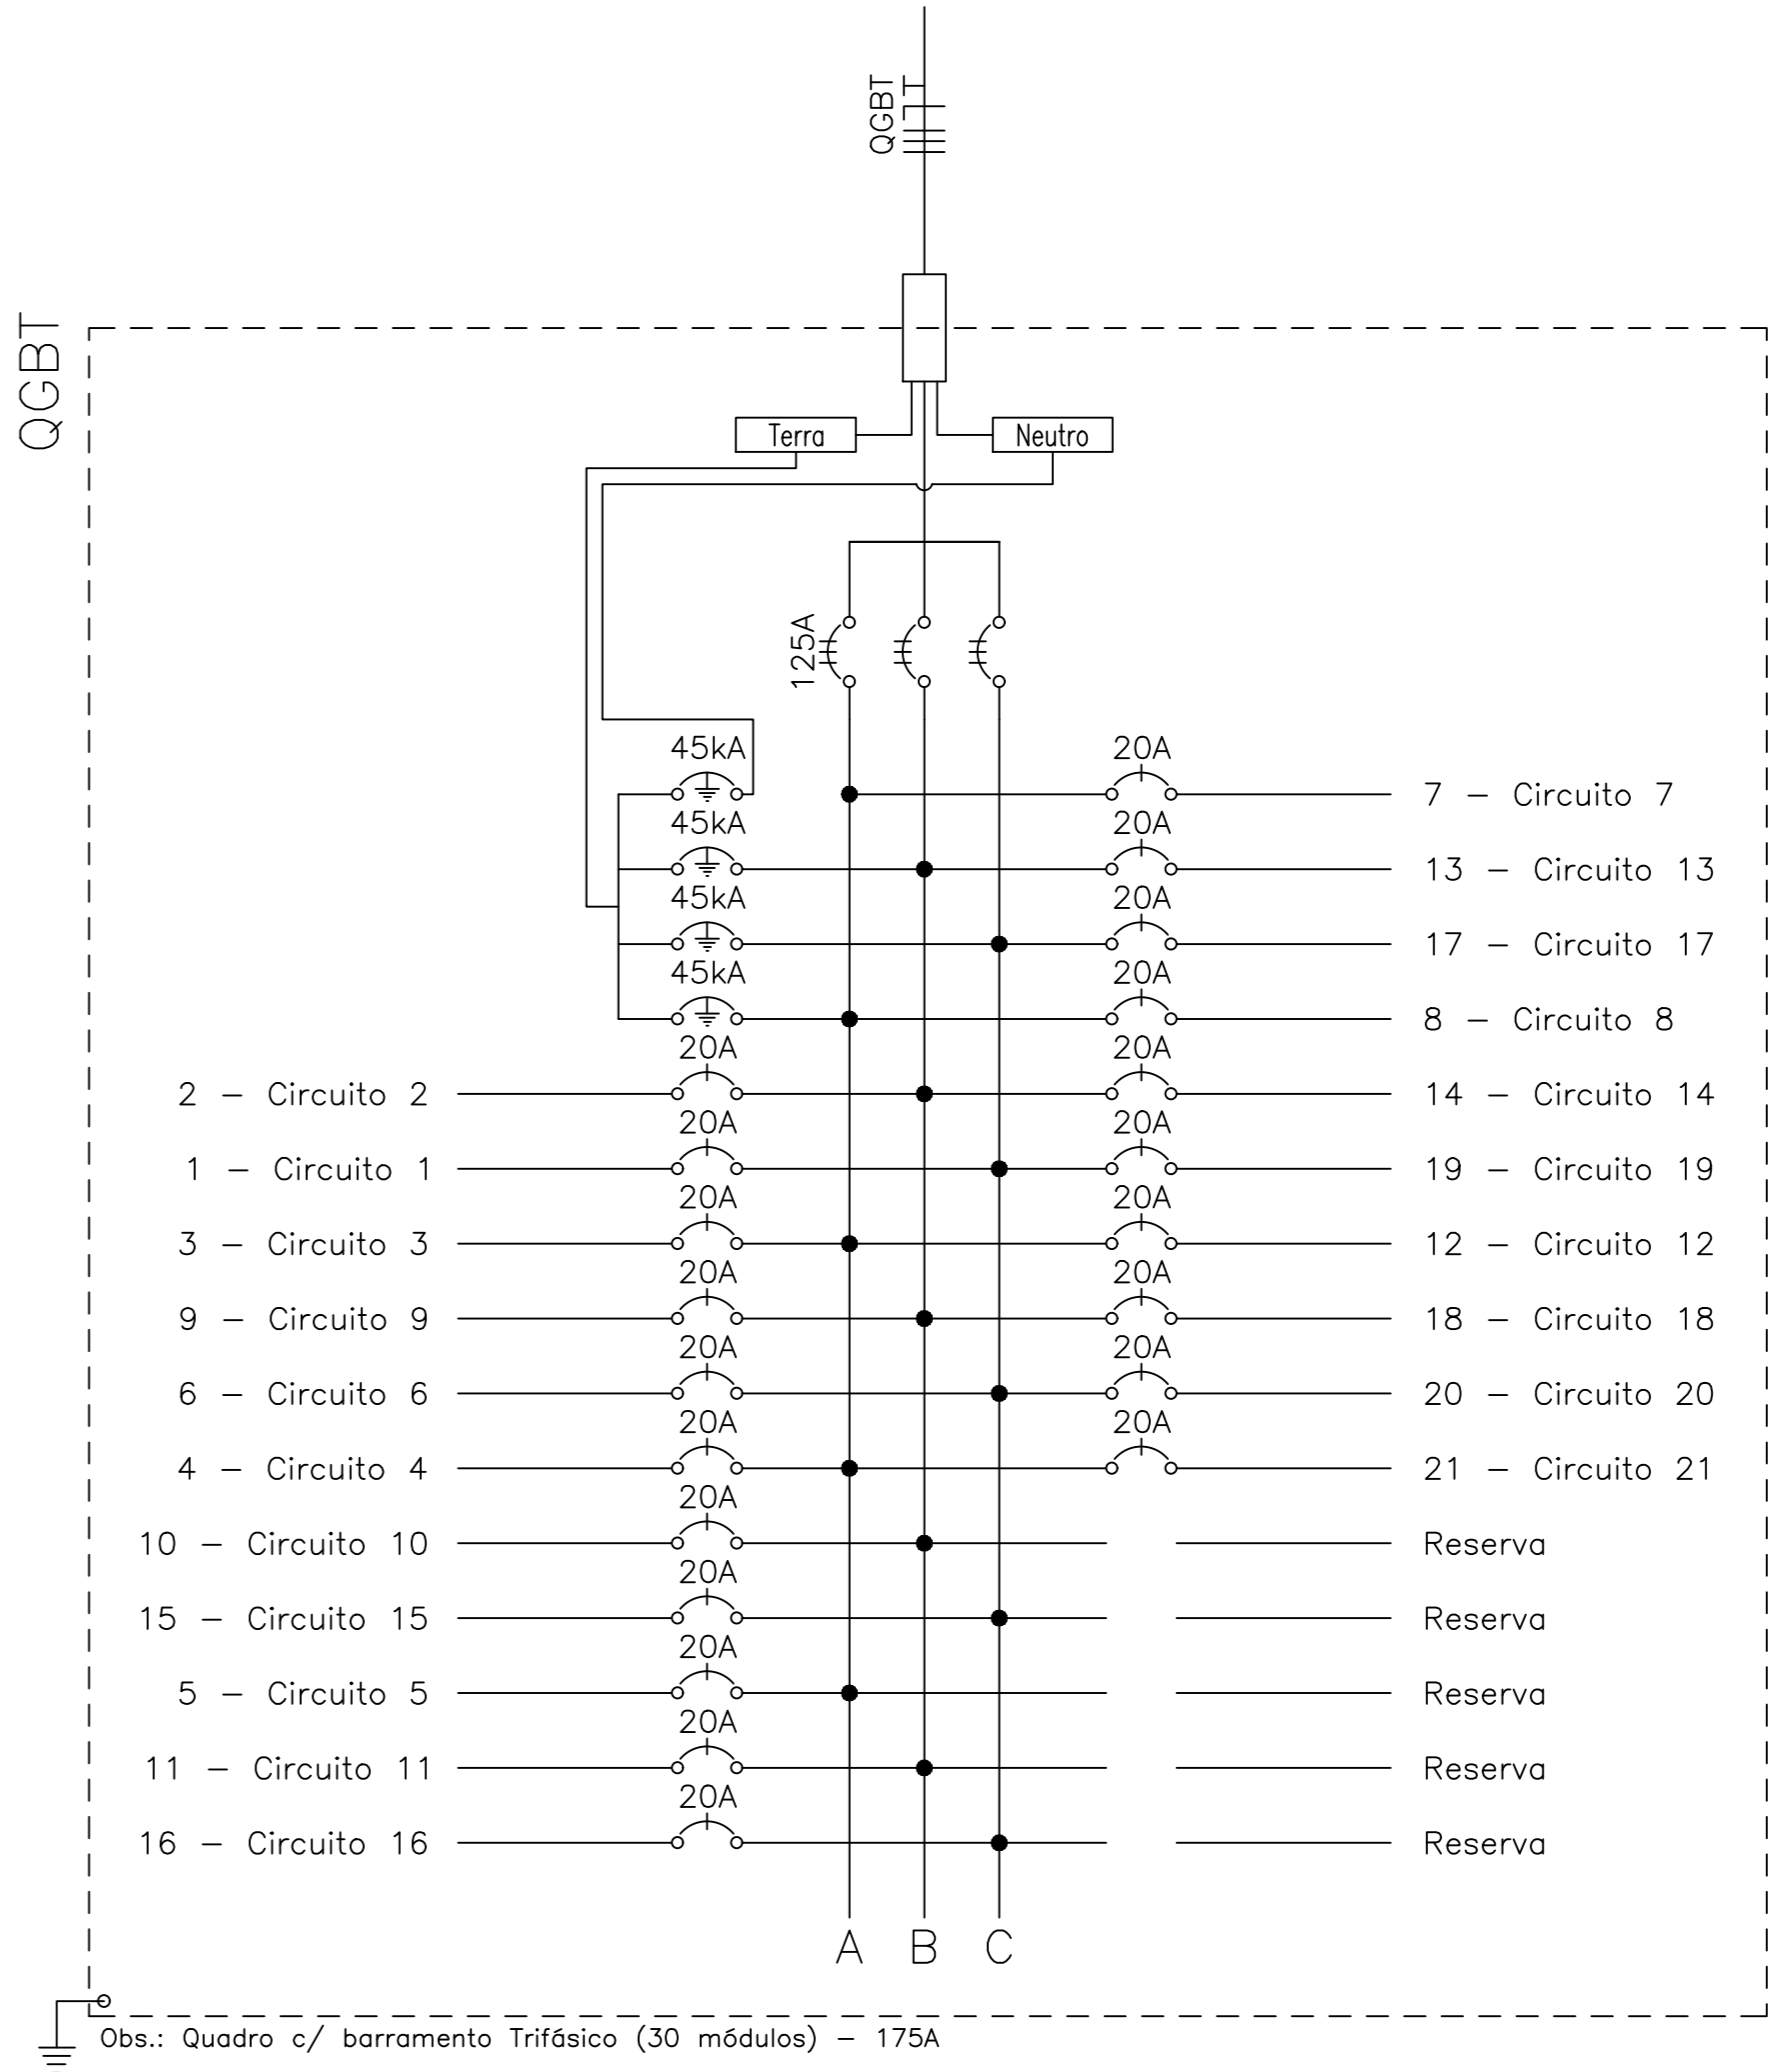 QGBT
QGBT
Terra
Neutro
125A
45kA
20A
7 – Circuito 7
45kA
20A
13 – Circuito 13
45kA
20A
17 – Circuito 17
45kA
20A
8 – Circuito 8
2 – Circuito 2
20A
20A
14 – Circuito 14
1 – Circuito 1
20A
20A
19 – Circuito 19
3 – Circuito 3
20A
20A
12 – Circuito 12
9 – Circuito 9
20A
20A
18 – Circuito 18
6 – Circuito 6
20A
20A
20 – Circuito 20
4 – Circuito 4
20A
20A
21 – Circuito 21
10 – Circuito 10
20A
Reserva
15 – Circuito 15
20A
Reserva
5 – Circuito 5
20A
Reserva
11 – Circuito 11
20A
Reserva
16 – Circuito 16
20A
Reserva
A B C
Obs.: Quadro c/ barramento Trifásico (30 módulos) – 175A